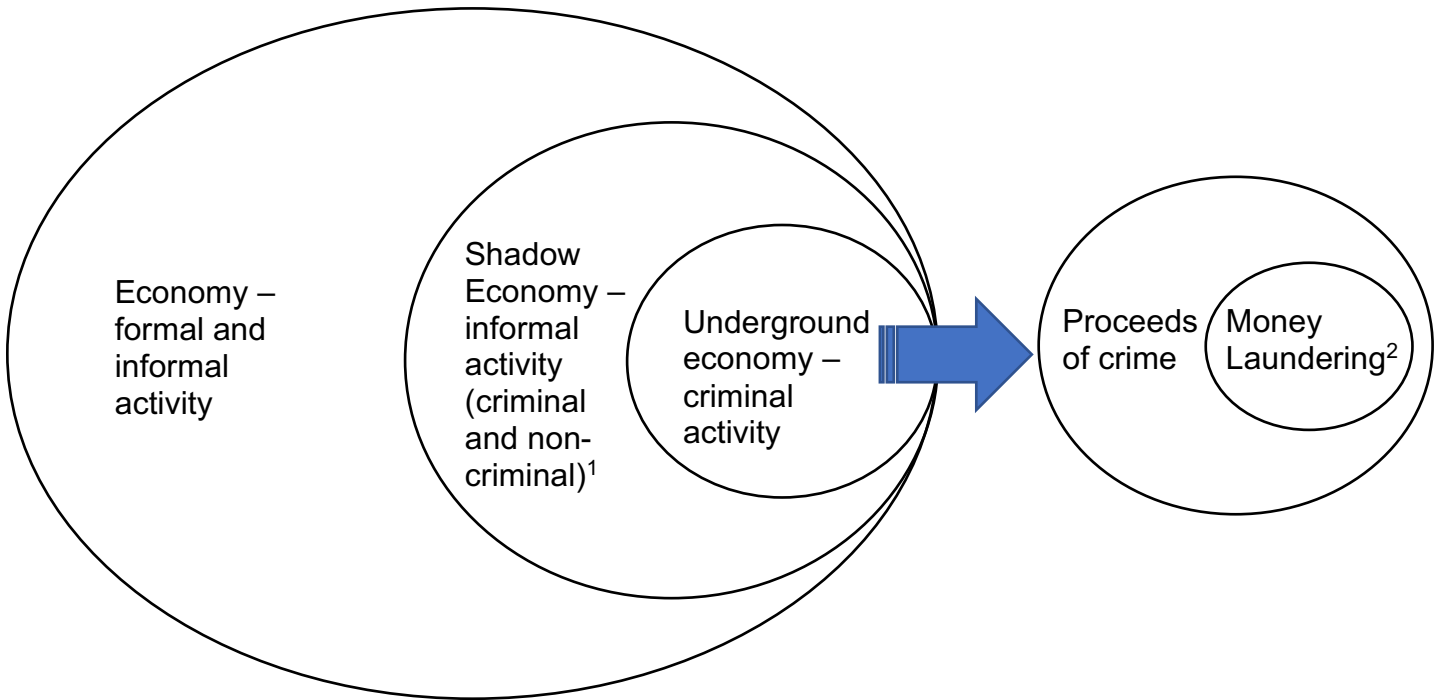 Economy –
formal and
informal
activity
Shadow
Economy –
informal
activity
(criminal
and non-
criminal)1
Underground
economy –
criminal
activity
Proceeds
of crime
Money
Laundering2